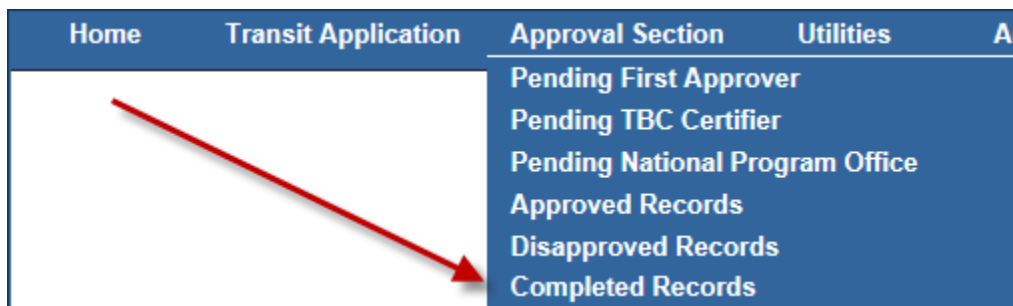 Home Transit Application Approval Section Utilities A
Pending First Approver
Pending TBC Certifier
Pending National Program Office
Approved Records
Disapproved Records
Completed Records